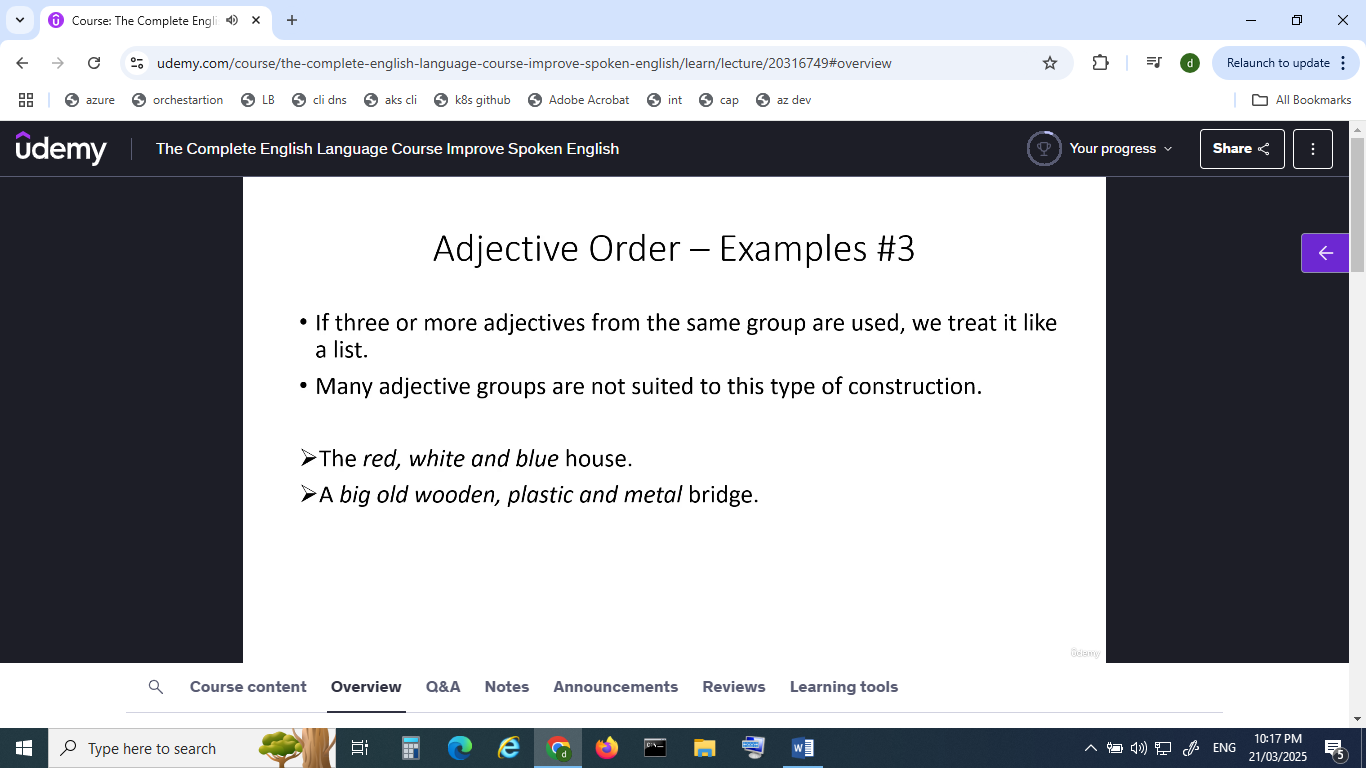 Course: The Complete Engli
udemy.com/course/the-complete-english-language-course-improve-spoken-english/learn/lecture/20316749#overview
d
Relaunch to update
azure
orchestartion
LB
cli dns
aks cli
k8s github
Adobe Acrobat
int
cap
az dev
All Bookmarks
ûdemy
The Complete English Language Course Improve Spoken English
Your progress
Share
Adjective Order – Examples #3
• If three or more adjectives from the same group are used, we treat it like
a list.
• Many adjective groups are not suited to this type of construction.
➢The red, white and blue house.
➢A big old wooden, plastic and metal bridge.
ûdemy
Course content
Overview
Q&A
Notes
Announcements
Reviews
Learning tools
Type here to search
d
ENG
10:17 PM
21/03/2025
5